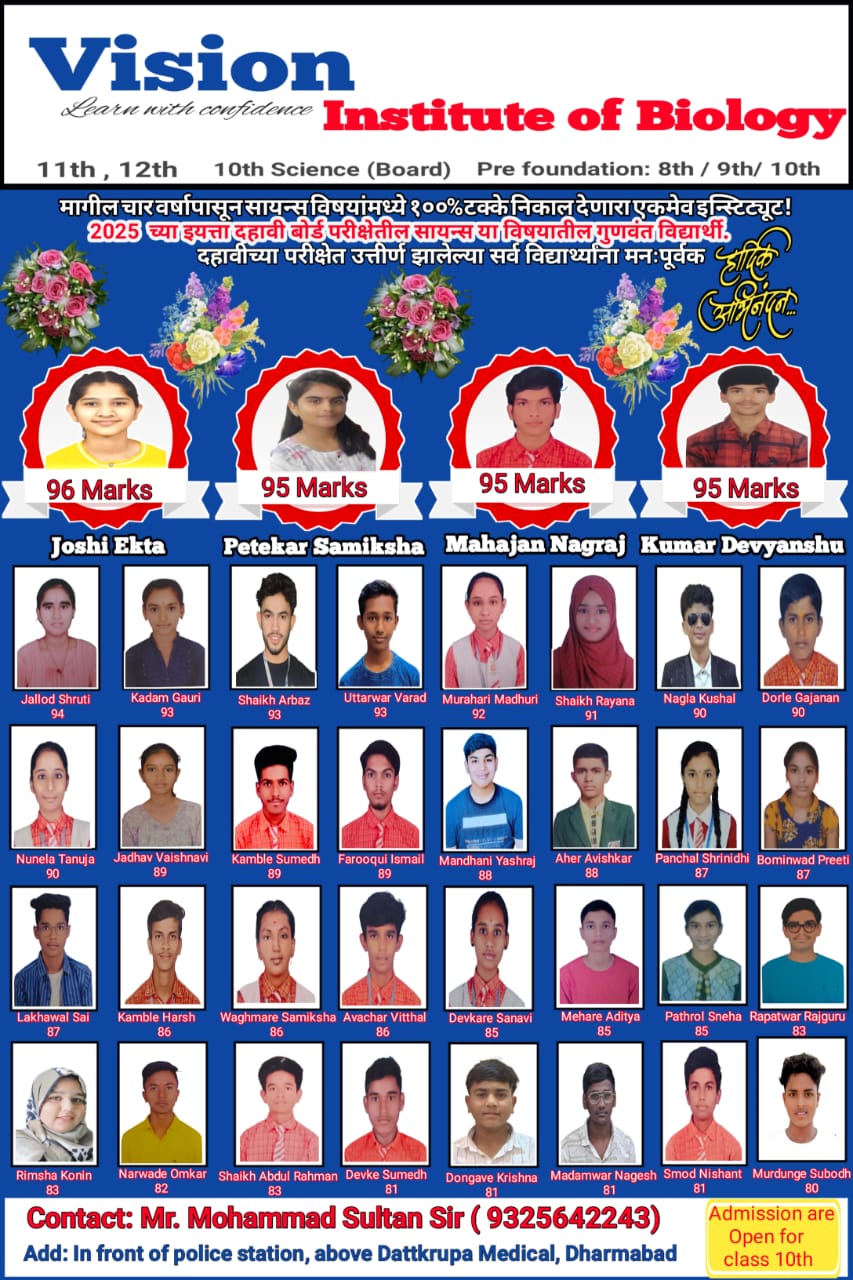 Vision
Learn with confidence
Institute of Biology
11th , 12th 10th Science (Board) Pre foundation: 8th / 9th/ 10th
मागील चार वर्षापासून सायन्स विषयांमध्ये १००%टक्के निकाल देणारा एकमेव इन्स्टिट्यूट!
2025 च्या इयत्ता दहावी बोर्ड परीक्षेतील सायन्स या विषयातील गुणवंत विद्यार्थी.
दहावीच्या परीक्षेत उत्तीर्ण झालेल्या सर्व विद्यार्थ्यांना मनःपूर्वक
हार्दिक
अभिनंदन...
96 Marks 95 Marks 95 Marks 95 Marks
Joshi Ekta Petekar Samiksha Mahajan Nagraj Kumar Devyanshu
Jallod Shruti Kadam Gauri Shaikh Arbaz Uttarwar Varad Murahari Madhuri Shaikh Rayana Nagla Kushal Dorle Gajanan
94 93 93 93 92 91 90 90
Nunela Tanuja Jadhav Vaishnavi Kamble Sumedh Farooqui Ismail Mandhani Yashraj Aher Avishkar Panchal Shrinidhi Bominwad Preeti
90 89 89 89 88 88 87 87
Lakhawal Sai Kamble Harsh Waghmare Samiksha Avachar Vitthal Devkare Sanavi Mehare Aditya Pathrol Sneha Rapatwar Rajguru
87 86 86 86 85 85 85 83
Rimsha Konin Narwade Omkar Shaikh Abdul Rahman Devke Sumedh Dongave Krishna Madamwar Nagesh Smod Nishant Murdunge Subodh
83 82 83 81 81 81 81 80
Contact: Mr. Mohammad Sultan Sir ( 9325642243)
Add: In front of police station, above Dattkrupa Medical, Dharmabad
Admission are
Open for
class 10th